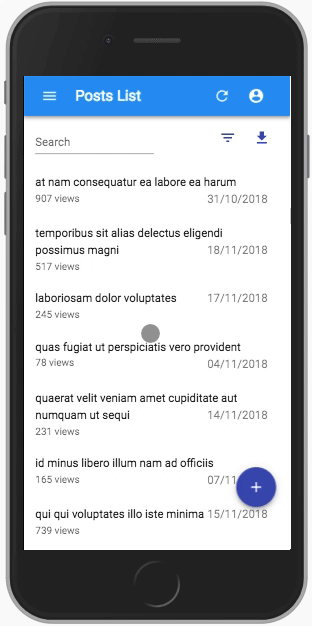 Posts List
Search
at nam consequatur ea labore ea harum
907 views 31/10/2018
temporibus sit alias delectus eligendi
possimus magni 18/11/2018
517 views
laboriosam dolor voluptates 17/11/2018
245 views
quas fugiat ut perspiciatis vero provident
78 views 04/11/2018
quaerat velit veniam amet cupiditate aut
numquam ut sequi 14/11/2018
231 views
id minus libero illum nam ad officiis
165 views 07/11
qui qui voluptates illo iste minima 15/11/2018
739 views